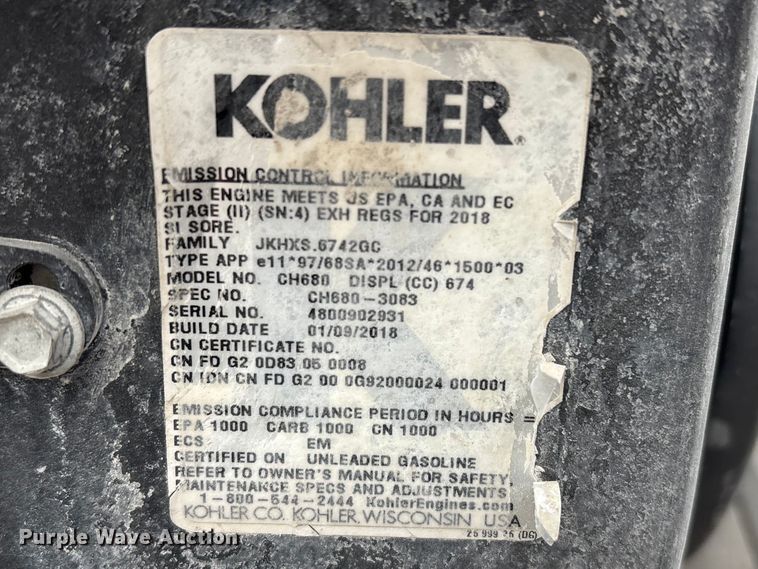 KOHLER®
EMISSION CONTROL INFORMATION
THIS ENGINE MEETS US EPA, CA AND EC
STAGE (II) (SN:4) EXH REGS FOR 2018
SI SORE.
FAMILY JKHXS.6742GC
TYPE APP e11*97/68SA*2012/46*1500*03
MODEL NO. CH680 DISPL (CC) 674
SPEC NO. CH680-3083
SERIAL NO. 4800902931
BUILD DATE 01/09/2018
CN CERTIFICATE NO.
CN FD G2 0D83 05 0008
CN IDN CN FD G2 00 0G92000024 000001
EMISSION COMPLIANCE PERIOD IN HOURS =
EPA 1000 CARB 1000 CN 1000
ECS EM
CERTIFIED ON UNLEADED GASOLINE
REFER TO OWNER'S MANUAL FOR SAFETY,
MAINTENANCE SPECS AND ADJUSTMENTS
1-800-544-2444 KohlerEngines.com
KOHLER CO. KOHLER, WISCONSIN USA
25 999 26 (DG)
Purple Wave Auction